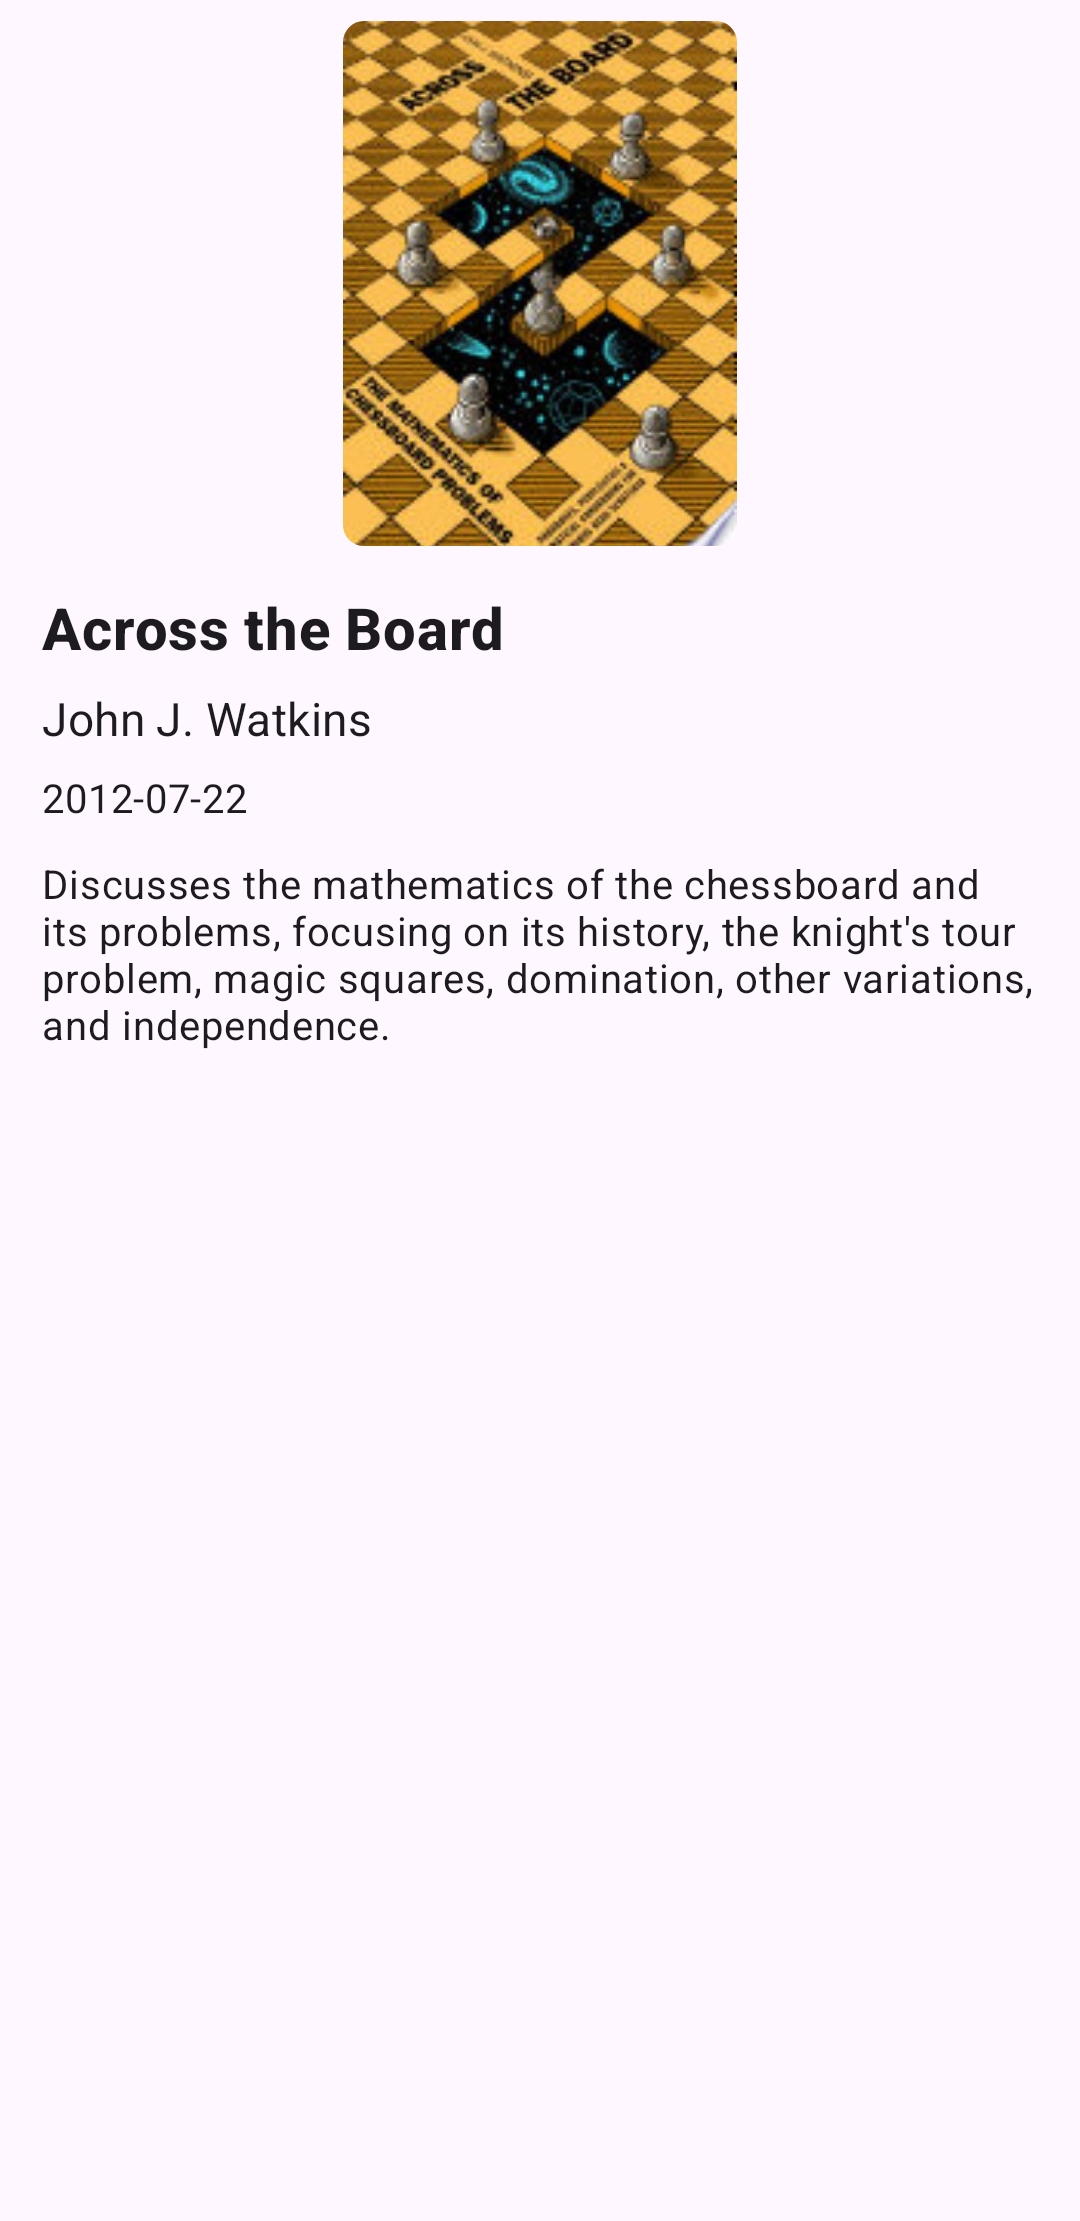 ACROSS
THE BOARD
THE MATHEMATICS OF
CHESSBOARD PROBLEMS
Across the Board
John J. Watkins
2012-07-22
Discusses the mathematics of the chessboard and
its problems, focusing on its history, the knight's tour
problem, magic squares, domination, other variations,
and independence.